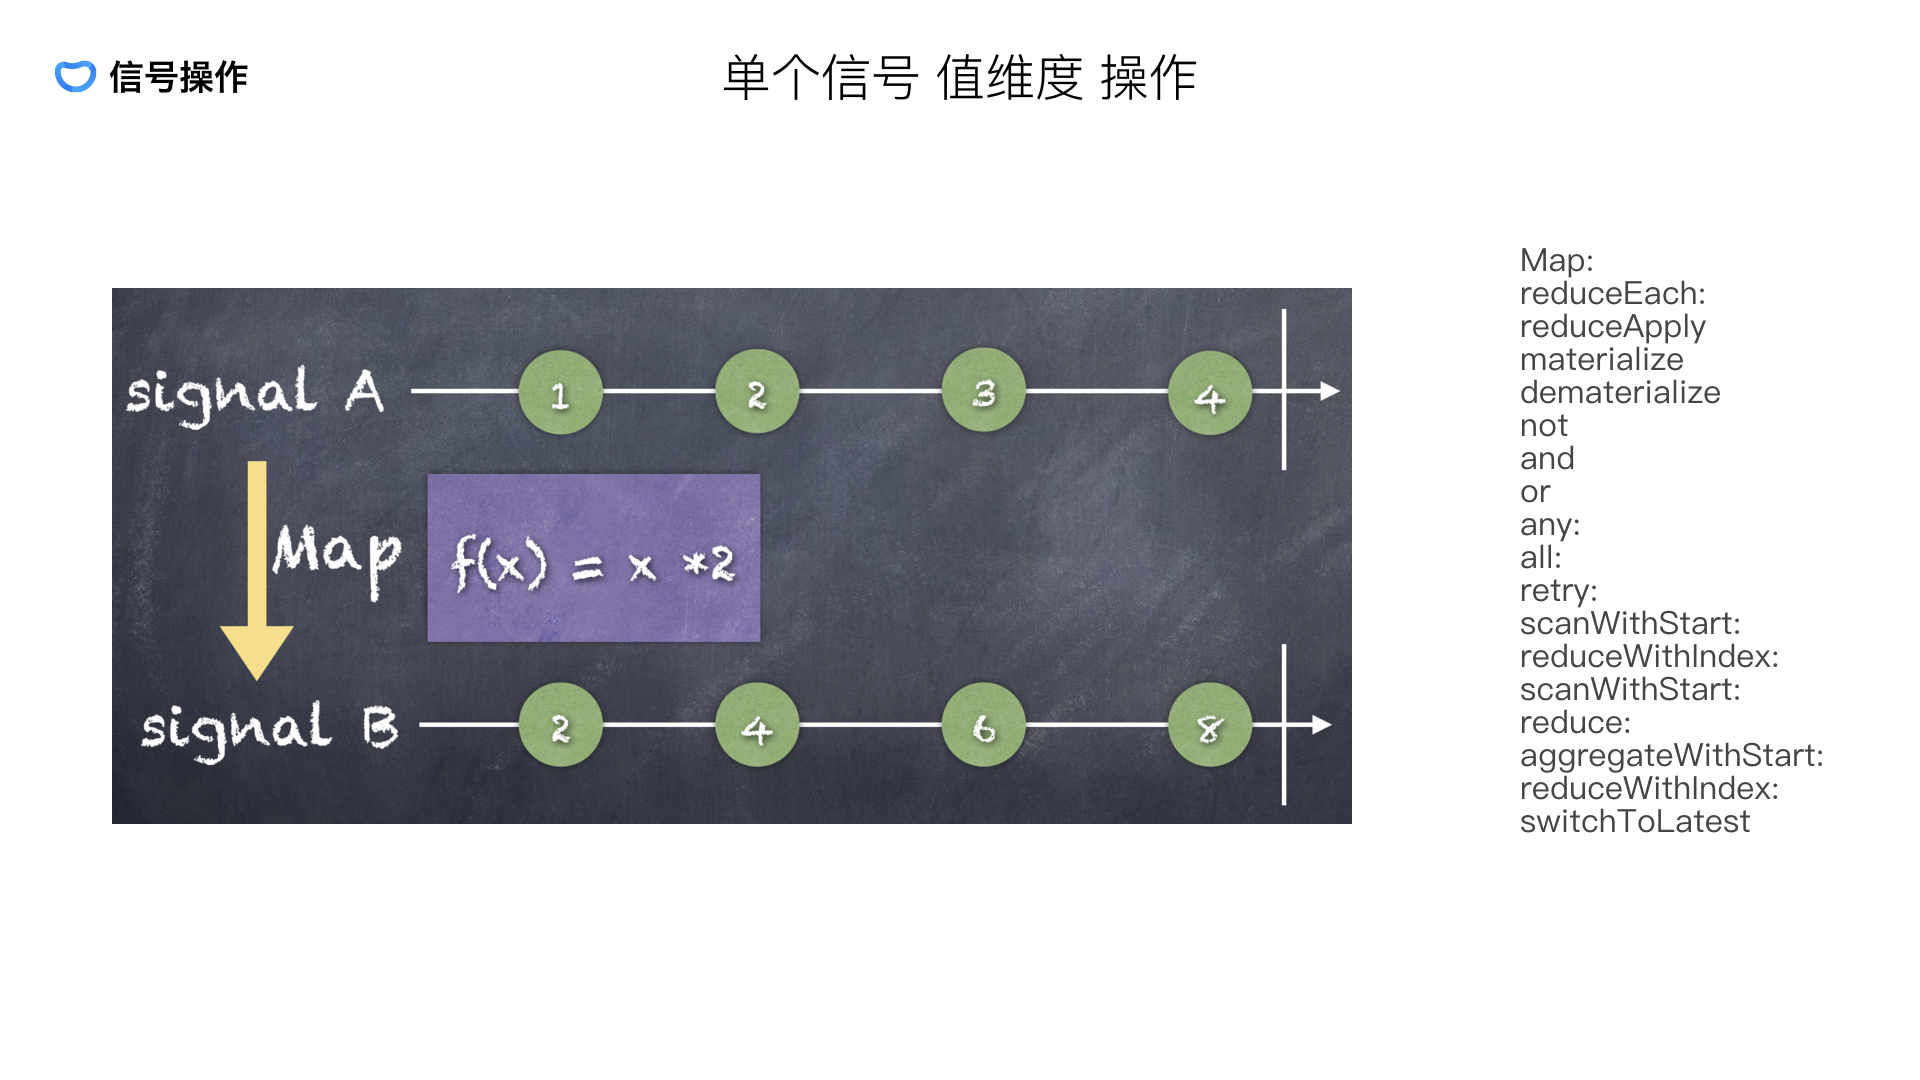 信号操作
单个信号 值维度 操作
signal A
1 2 3 4
Map
f(x) = x *2
signal B
2 4 6 8
Map:
reduceEach:
reduceApply
materialize
dematerialize
not
and
or
any:
all:
retry:
scanWithStart:
reduceWithIndex:
scanWithStart:
reduce:
aggregateWithStart:
reduceWithIndex:
switchToLatest